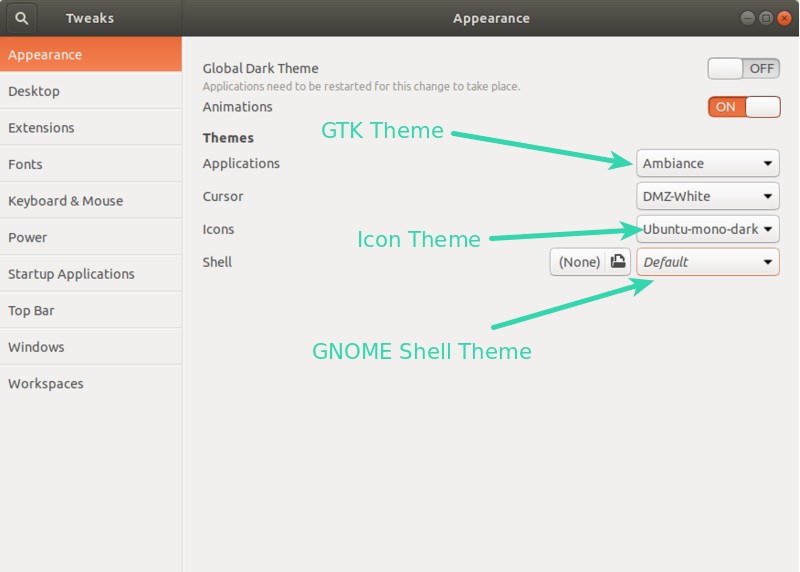 Tweaks
Appearance
Appearance
Desktop
Extensions
Fonts
Keyboard & Mouse
Power
Startup Applications
Top Bar
Windows
Workspaces
Global Dark Theme OFF
Applications need to be restarted for this change to take place.
Animations ON
GTK Theme
Themes
Applications Ambiance
Cursor DMZ-White
Icons Ubuntu-mono-dark
Icon Theme
Shell (None) Default
GNOME Shell Theme